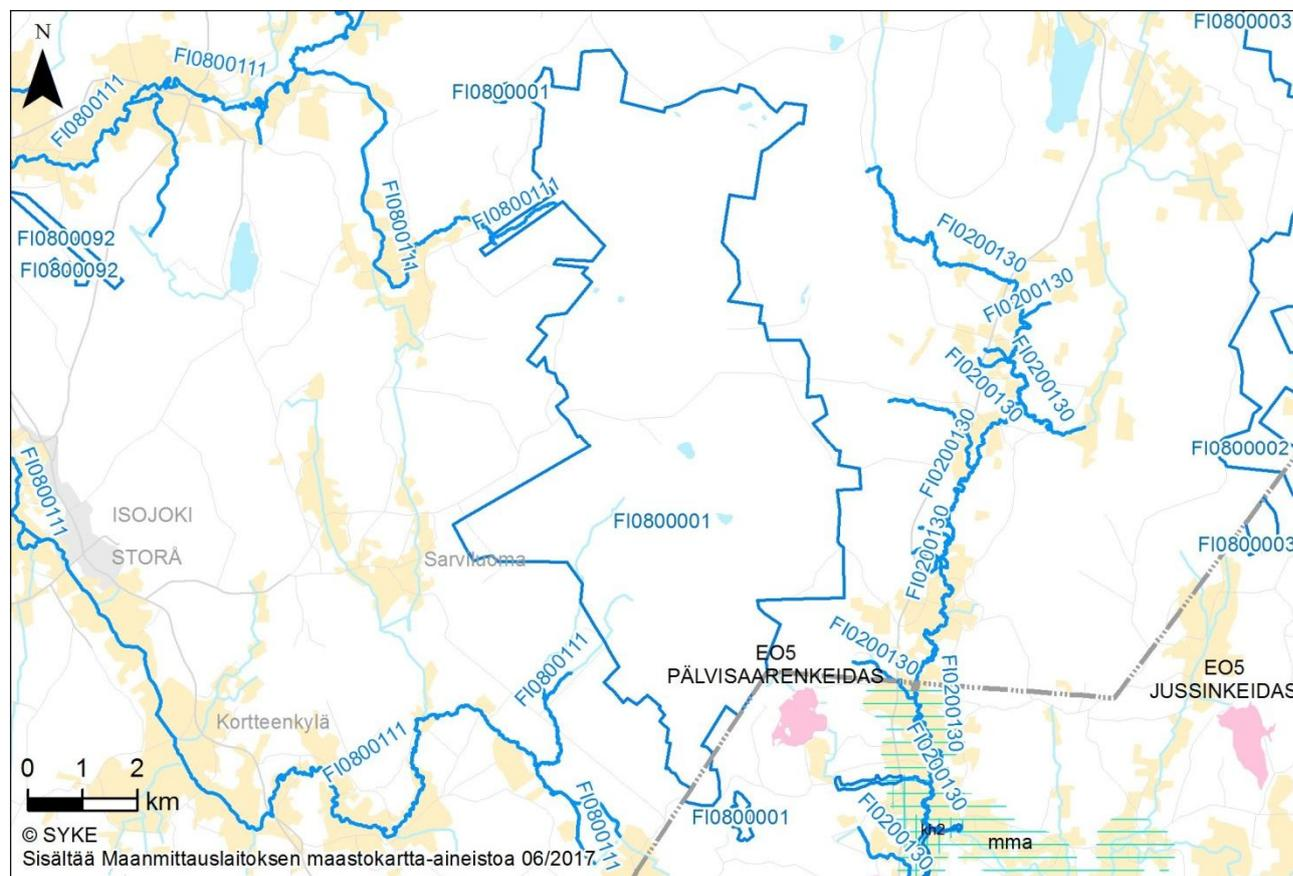 N
FI0800111
FI0800111
FI0800001
FI0800003
FI0800111
FI0800111
FI0800092
FI0800092
FI0200130
FI0200130
FI0200130
FI0200130
FI0200130
FI0800002
FI0800111
ISOJOKI
STORÅ
FI0800001
Sarviluoma
FI0200130
FI0800003
FI0200130
EO5
PÄLVISAARENKEIDAS
EO5
JUSSINKEIDAS
FI0800111
FI0200130
Kortteenkylä
FI0800111
FI0200130
0 1 2
km
FI0800001
FI0800111
FI0200130
kh2
mma
© SYKE
Sisältää Maanmittauslaitoksen maastokartta-aineistoa 06/2017